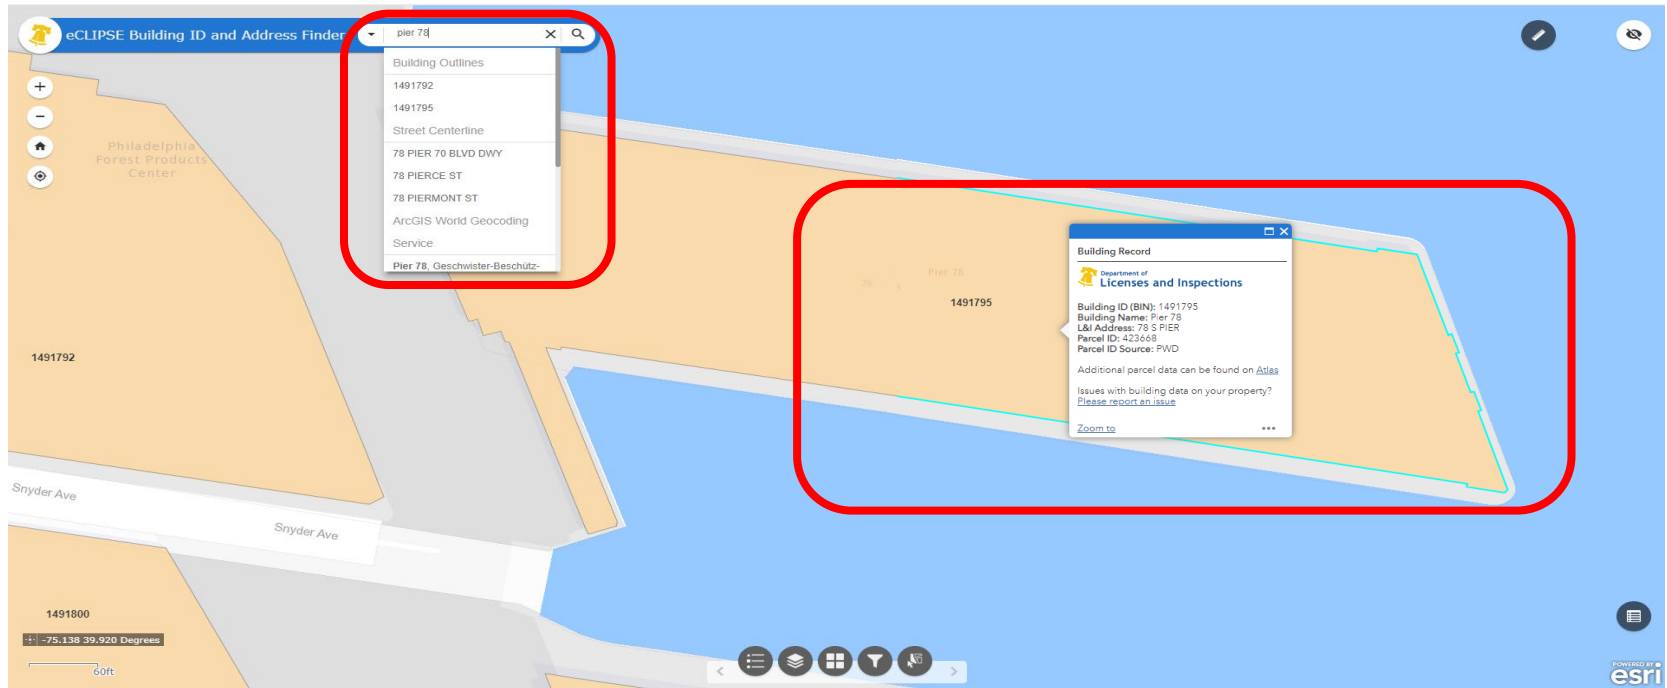 eCLIPSE Building ID and Address Finder
pier 78
Building Outlines
1491792
1491795
Street Centerline
78 PIER 70 BLVD DWY
78 PIERCE ST
78 PIERMONT ST
ArcGIS World Geocoding
Service
Pier 78, Geschwister-Beschütz-
Philadelphia
Forest Products
Center
Pier 78
78
1491795
Building Record
Department of
Licenses and Inspections
Building ID (BIN): 1491795
Building Name: Pier 78
L&I Address: 78 S PIER
Parcel ID: 423668
Parcel ID Source: PWD
Additional parcel data can be found on Atlas
Issues with building data on your property?
Please report an issue
Zoom to
1491792
Snyder Ave
Snyder Ave
1491800
-75.138 39.920 Degrees
60ft
POWERED BY
esri